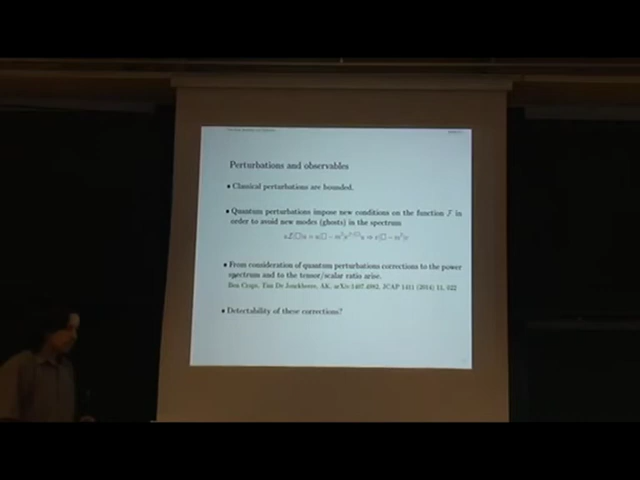 Perturbations and observables
• Classical perturbations are bounded.
• Quantum perturbations impose new conditions on the function F in
order to avoid new modes (ghosts) in the spectrum
• From consideration of quantum perturbations corrections to the power
spectrum and to the tensor/scalar ratio arise.
Ben Craps, Tim De Jonckheere, AK, arXiv:1407.4982, JCAP 1411 (2014) 11, 022
• Detectability of these corrections?